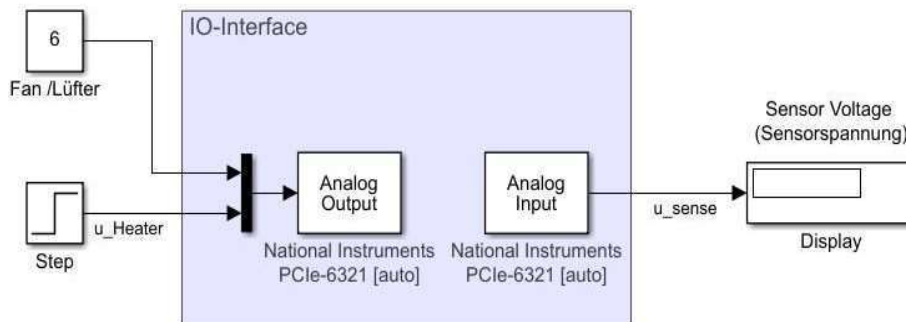 IO-Interface
6
Fan /Lüfter
Step
u_Heater
Analog
Output
National Instruments
PCIe-6321 [auto]
Analog
Input
National Instruments
PCIe-6321 [auto]
u_sense
Sensor Voltage
(Sensorspannung)
Display